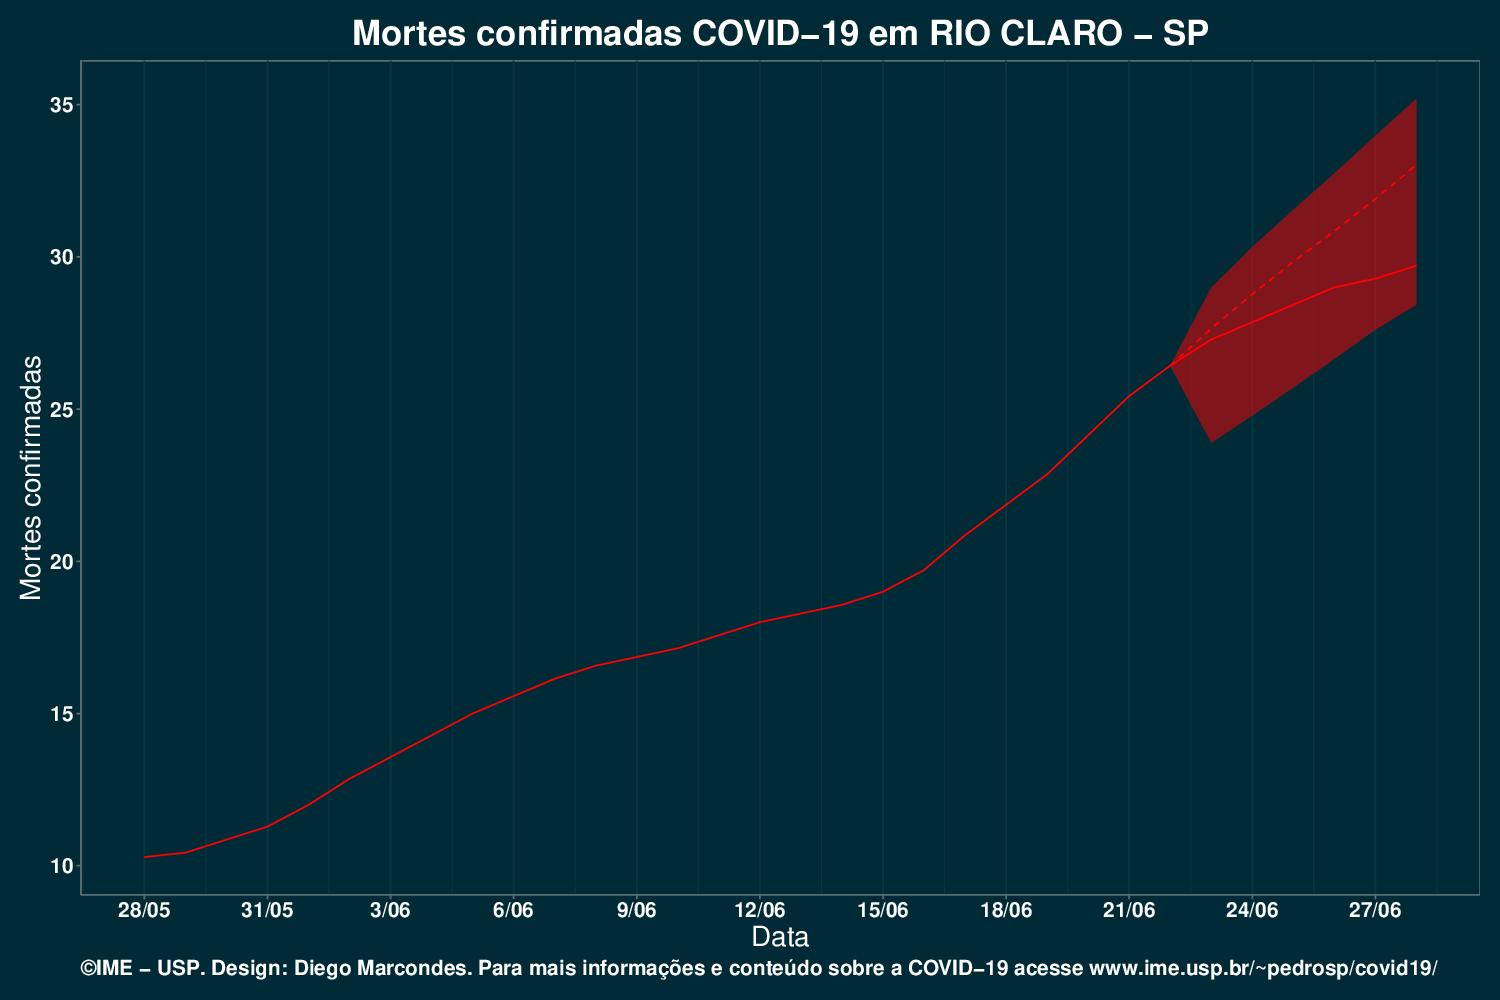 Mortes confirmadas COVID−19 em RIO CLARO − SP
Mortes confirmadas
35
30
25
20
15
10
28/05 31/05 3/06 6/06 9/06 12/06 15/06 18/06 21/06 24/06 27/06
Data
©IME − USP. Design: Diego Marcondes. Para mais informações e conteúdo sobre a COVID−19 acesse www.ime.usp.br/~pedrosp/covid19/